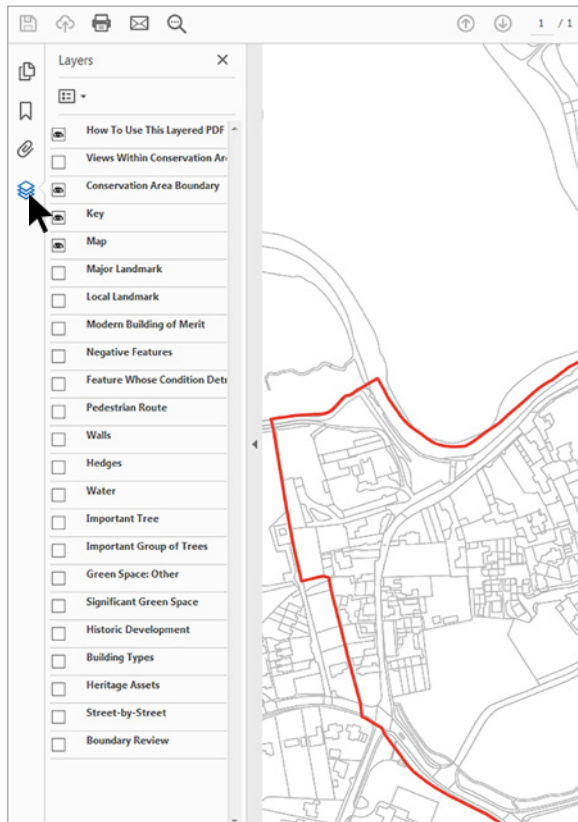 1 / 1
Layers
How To Use This Layered PDF
Views Within Conservation Are
Conservation Area Boundary
Key
Map
Major Landmark
Local Landmark
Modern Building of Merit
Negative Features
Feature Whose Condition Detr
Pedestrian Route
Walls
Hedges
Water
Important Tree
Important Group of Trees
Green Space: Other
Significant Green Space
Historic Development
Building Types
Heritage Assets
Street-by-Street
Boundary Review